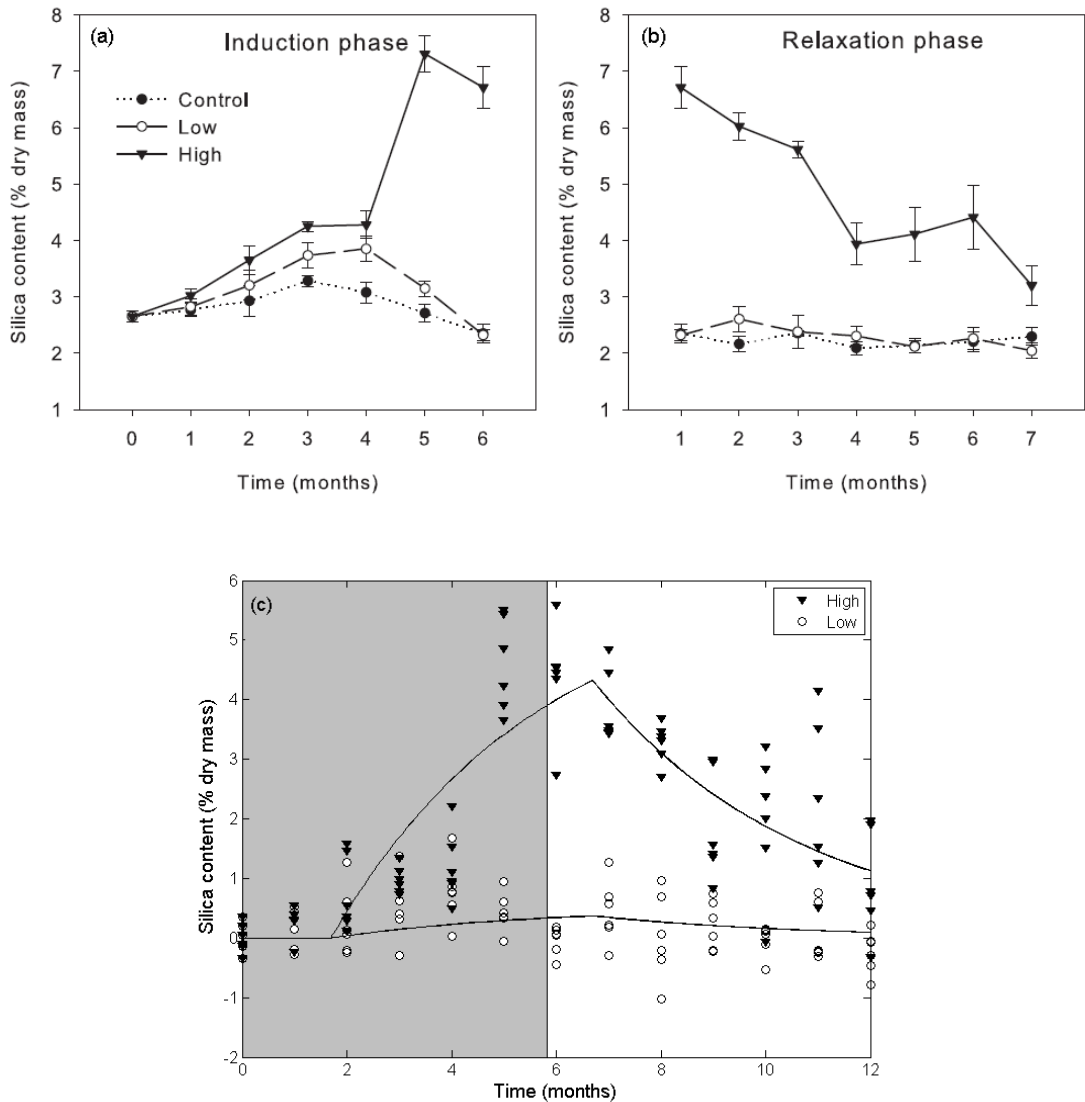 (a)
Induction phase
Control
Low
High
8
7
6
5
4
3
2
1
Silica content (% dry mass)
0 1 2 3 4 5 6
Time (months)
(b)
Relaxation phase
8
7
6
5
4
3
2
1
Silica content (% dry mass)
1 2 3 4 5 6 7
Time (months)
(c)
High
Low
6
5
4
3
2
1
0
-1
-2
Silica content (% dry mass)
0 2 4 6 8 10 12
Time (months)